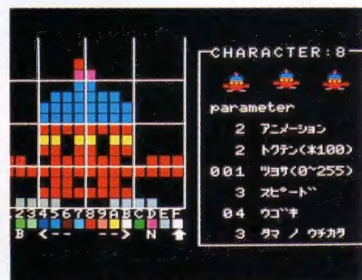 CHARACTER:8
parameter
2 アニメーション
2 トクテン(*100)
001 ツヨサ(0~255)
3 スピード
04 ウゴキ
3 タマ ノ ウチカタ
123456789ABCDEF
B <-- --> N ↑